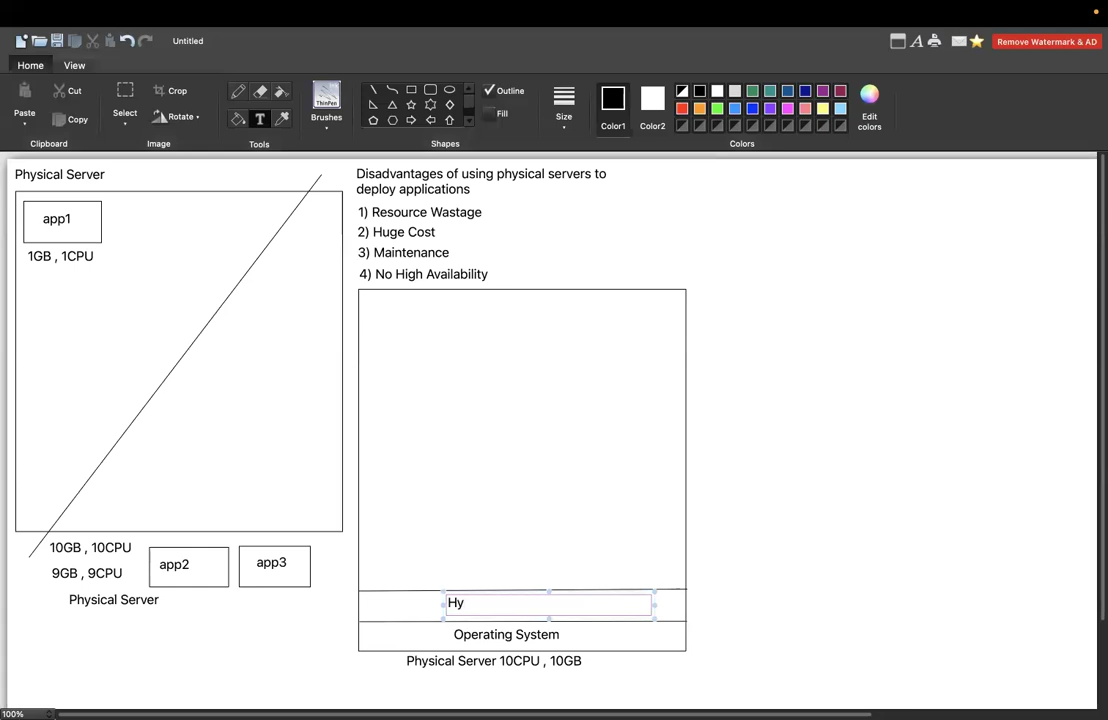 Untitled
Remove Watermark & AD
Home
View
Paste
Cut
Copy
Clipboard
Select
Crop
Rotate
Image
Tools
ThinPen
Brushes
Shapes
Outline
Fill
Size
Color1
Color2
Edit
colors
Colors
Physical Server
app1
1GB , 1CPU
10GB , 10CPU
9GB , 9CPU
Physical Server
app2
app3
Disadvantages of using physical servers to
deploy applications
1) Resource Wastage
2) Huge Cost
3) Maintenance
4) No High Availability
Hy
Operating System
Physical Server 10CPU , 10GB
100%